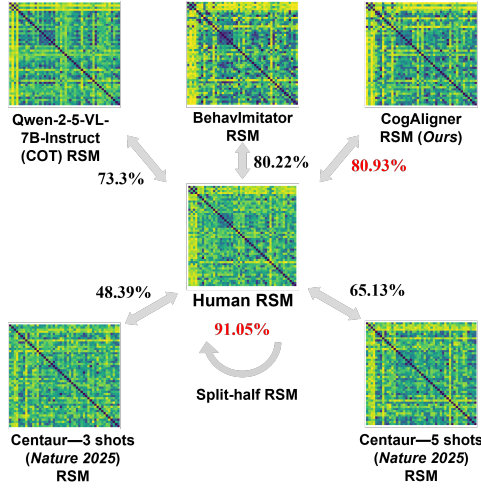 Qwen-2-5-VL-
7B-Instruct
(COT) RSM
BehavImitator
RSM
CogAligner
RSM (Ours)
73.3%
80.22%
80.93%
48.39%
Human RSM
65.13%
91.05%
Split-half RSM
Centaur—3 shots
(Nature 2025)
RSM
Centaur—5 shots
(Nature 2025)
RSM